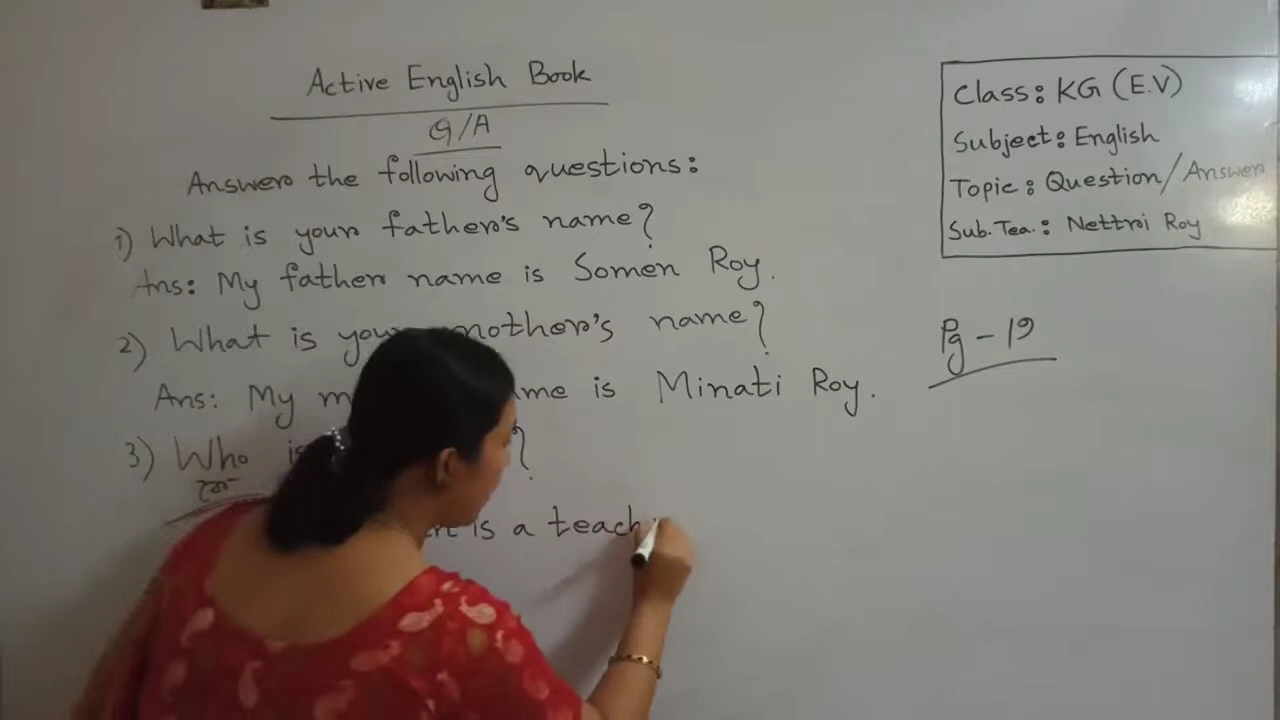 Active English Book
Q/A
Answer the following questions:
1) What is your father's name?
Ans: My father name is Somen Roy.
2) What is your mother's name?
Ans: My is Minati Roy.
3) Who is ?
কে
is a teach
Class: KG (E.V)
Subject: English
Topic: Question/Answer
Sub. Tea.: Nettri Roy
Pg - 19